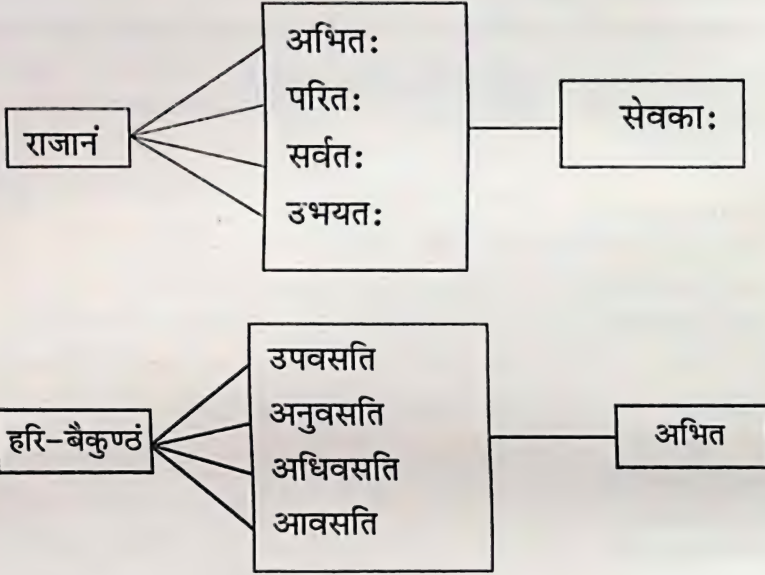 अभित:
परित:
राजानं
सर्वत:
उभयत:
सेवका:
उपवसति
अनुवसति
हरि-बैकुण्ठं
अधिवसति
आवसति
अभित